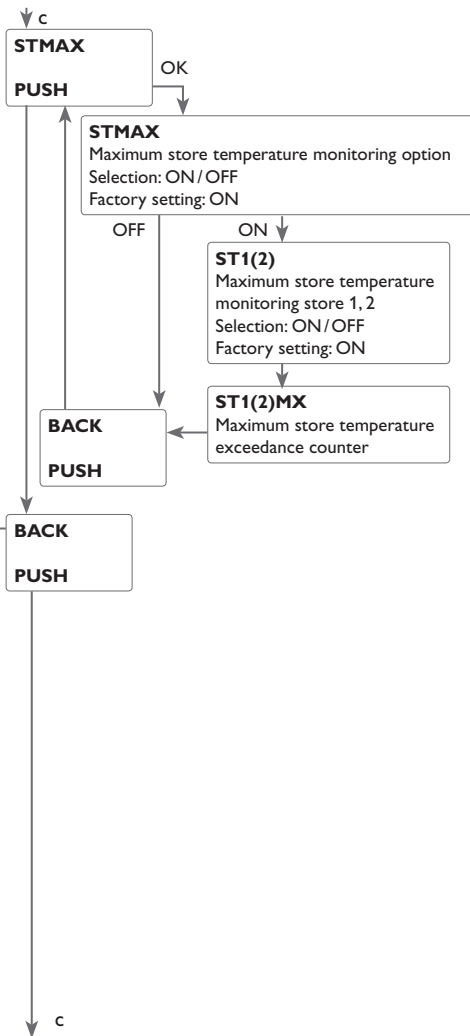 c
STMAX
PUSH
OK
STMAX
Maximum store temperature monitoring option
Selection: ON / OFF
Factory setting: ON
OFF
ON
ST1(2)
Maximum store temperature
monitoring store 1, 2
Selection: ON / OFF
Factory setting: ON
ST1(2)MX
Maximum store temperature
exceedance counter
BACK
PUSH
BACK
PUSH
c